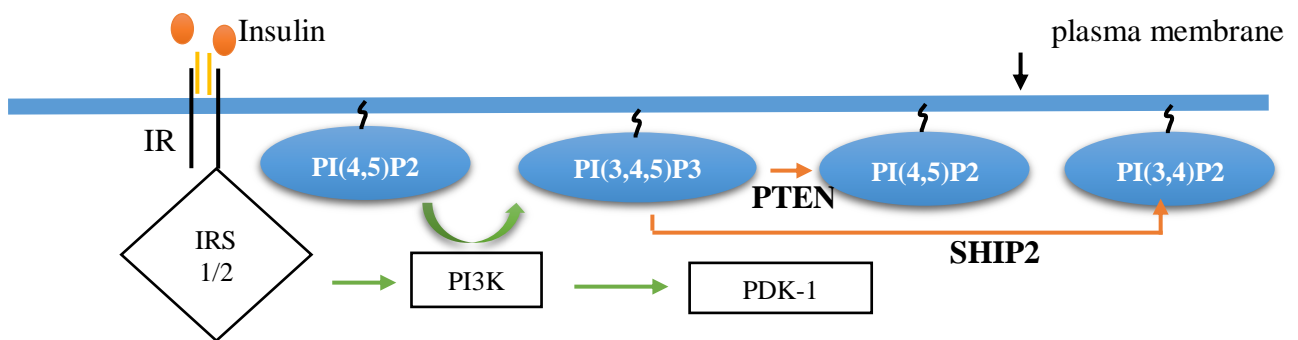 Insulin
plasma membrane
IR
PI(4,5)P2
PI(3,4,5)P3
PTEN
PI(4,5)P2
PI(3,4)P2
SHIP2
IRS
1/2
PI3K
PDK-1